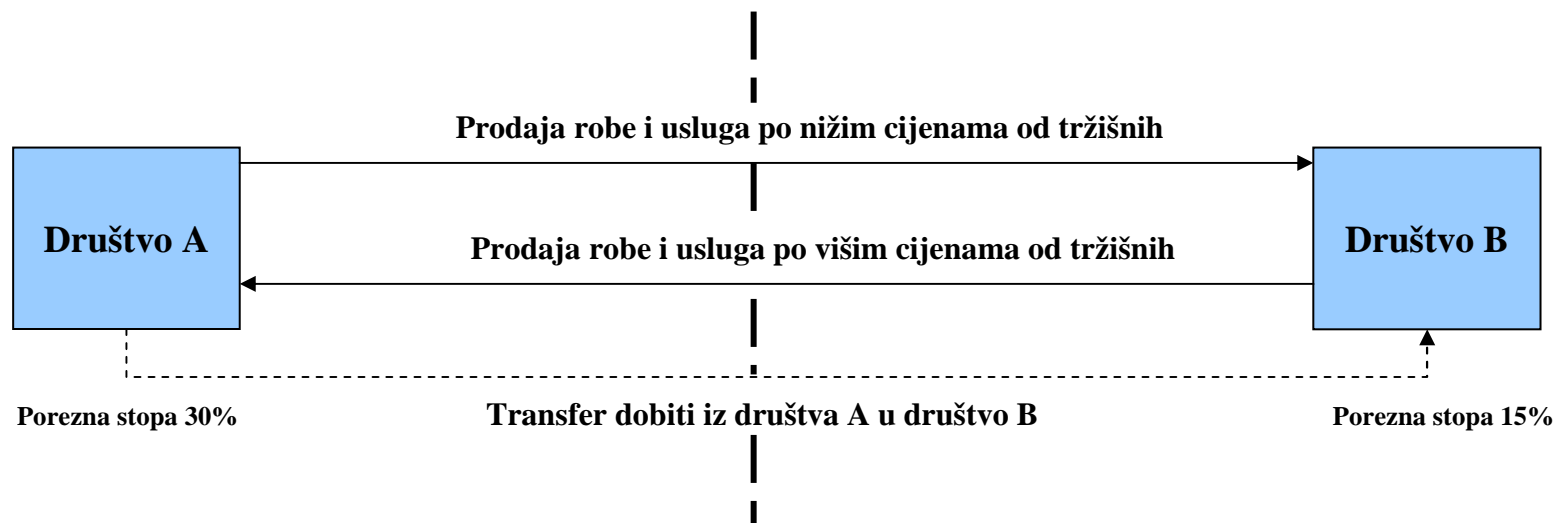 Prodaja robe i usluga po nižim cijenama od tržišnih
Društvo A
Društvo B
Prodaja robe i usluga po višim cijenama od tržišnih
Porezna stopa 30%
Transfer dobiti iz društva A u društvo B
Porezna stopa 15%